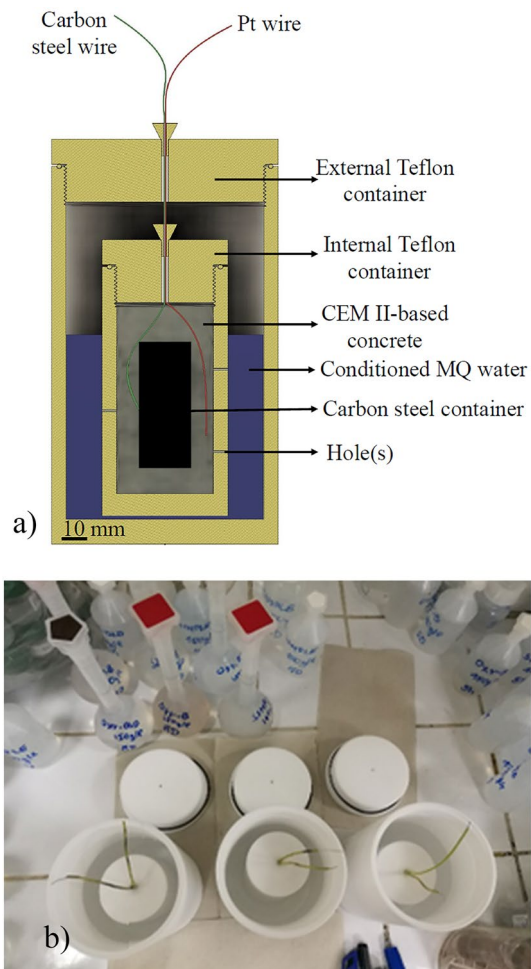 Carbon
steel wire
Pt wire
External Teflon
container
Internal Teflon
container
CEM II-based
concrete
Conditioned MQ water
Carbon steel container
Hole(s)
a)
10 mm
b)